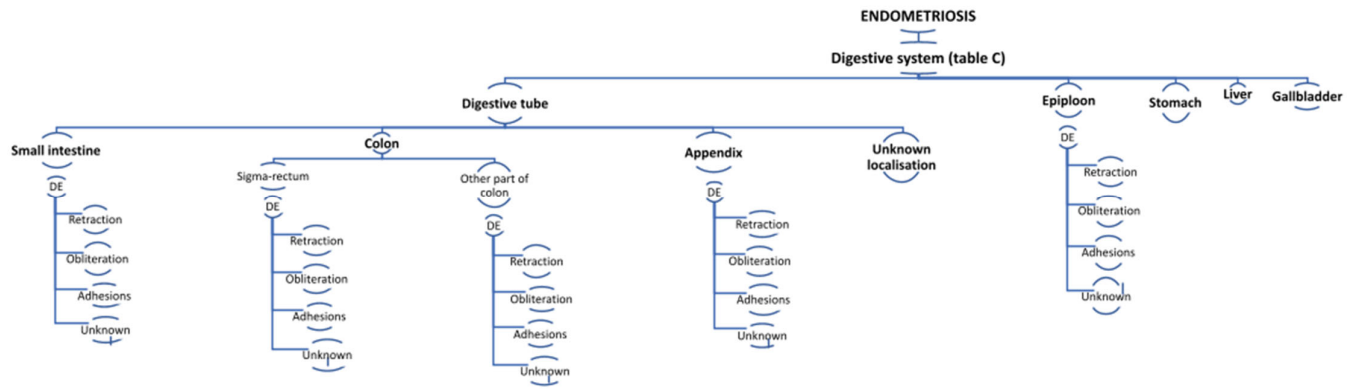 ENDOMETRIOSIS
Digestive system (table C)
Digestive tube
Epiploon
Stomach
Liver
Gallbladder
Small intestine
Colon
Appendix
Unknown
localisation
DE
Retraction
Obliteration
Adhesions
Unknown
Sigma-rectum
DE
Retraction
Obliteration
Adhesions
Unknown
Other part of
colon
DE
Retraction
Obliteration
Adhesions
Unknown
DE
Retraction
Obliteration
Adhesions
Unknown
DE
Retraction
Obliteration
Adhesions
Unknown